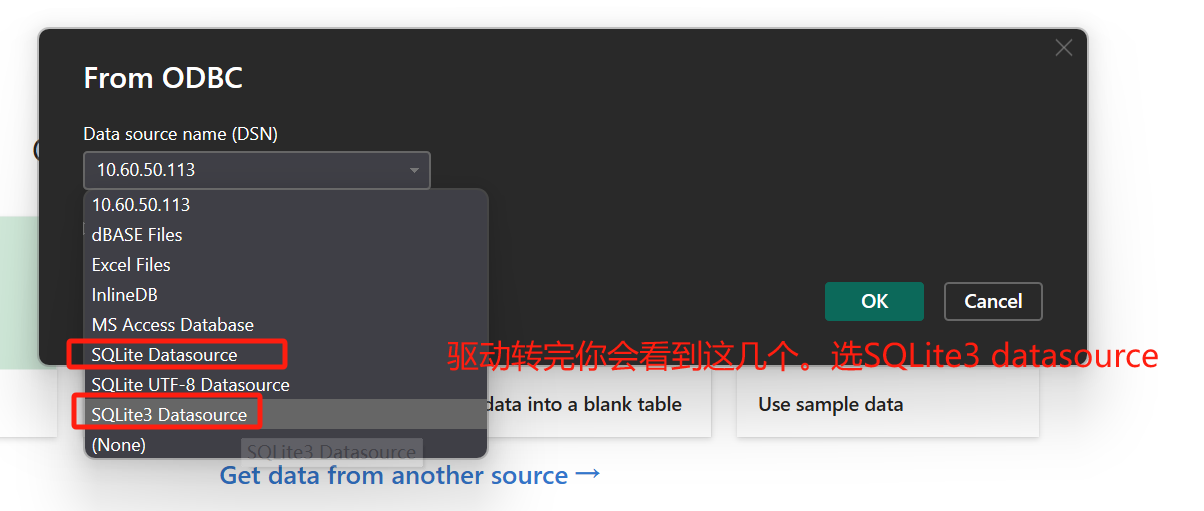 From ODBC
Data source name (DSN)
10.60.50.113
10.60.50.113
dBASE Files
Excel Files
InlineDB
MS Access Database
SQLite Datasource
SQLite UTF-8 Datasource
SQLite3 Datasource
(None)
OK
Cancel
驱动转完你会看到这几个。选SQLite3 datasource
data into a blank table
Use sample data
SQLite3 Datasource
Get data from another source →